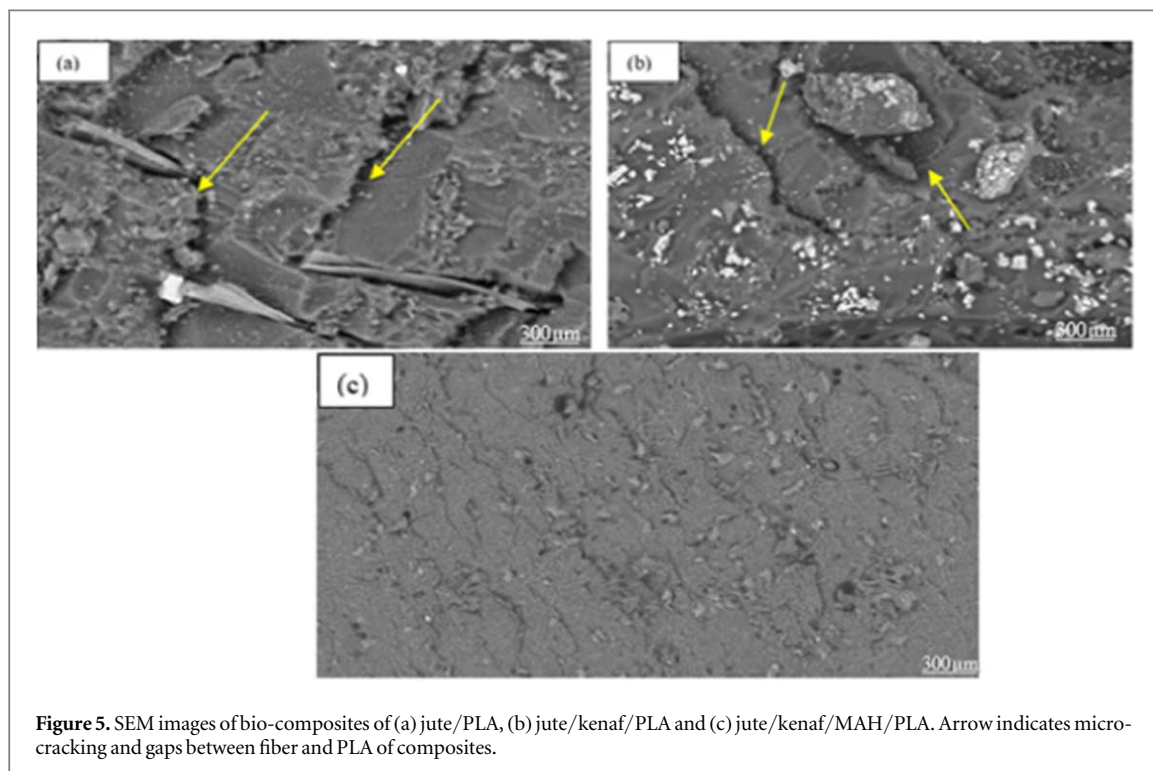 (a)
(b)
300μm
300μm
(c)
300μm
Figure 5. SEM images of bio-composites of (a) jute/PLA, (b) jute/kenaf/PLA and (c) jute/kenaf/MAH/PLA. Arrow indicates micro-
cracking and gaps between fiber and PLA of composites.